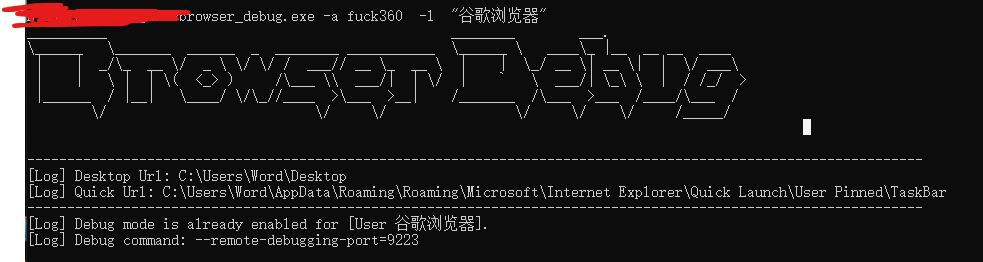 browser_debug.exe -a fuck360 -l "谷歌浏览器"
Browser Debug
[Log] Desktop Url: C:\Users\Word\Desktop
[Log] Quick Url: C:\Users\Word\AppData\Roaming\Roaming\Microsoft\Internet Explorer\Quick Launch\User Pinned\TaskBar
[Log] Debug mode is already enabled for [User 谷歌浏览器].
[Log] Debug command: --remote-debugging-port=9223